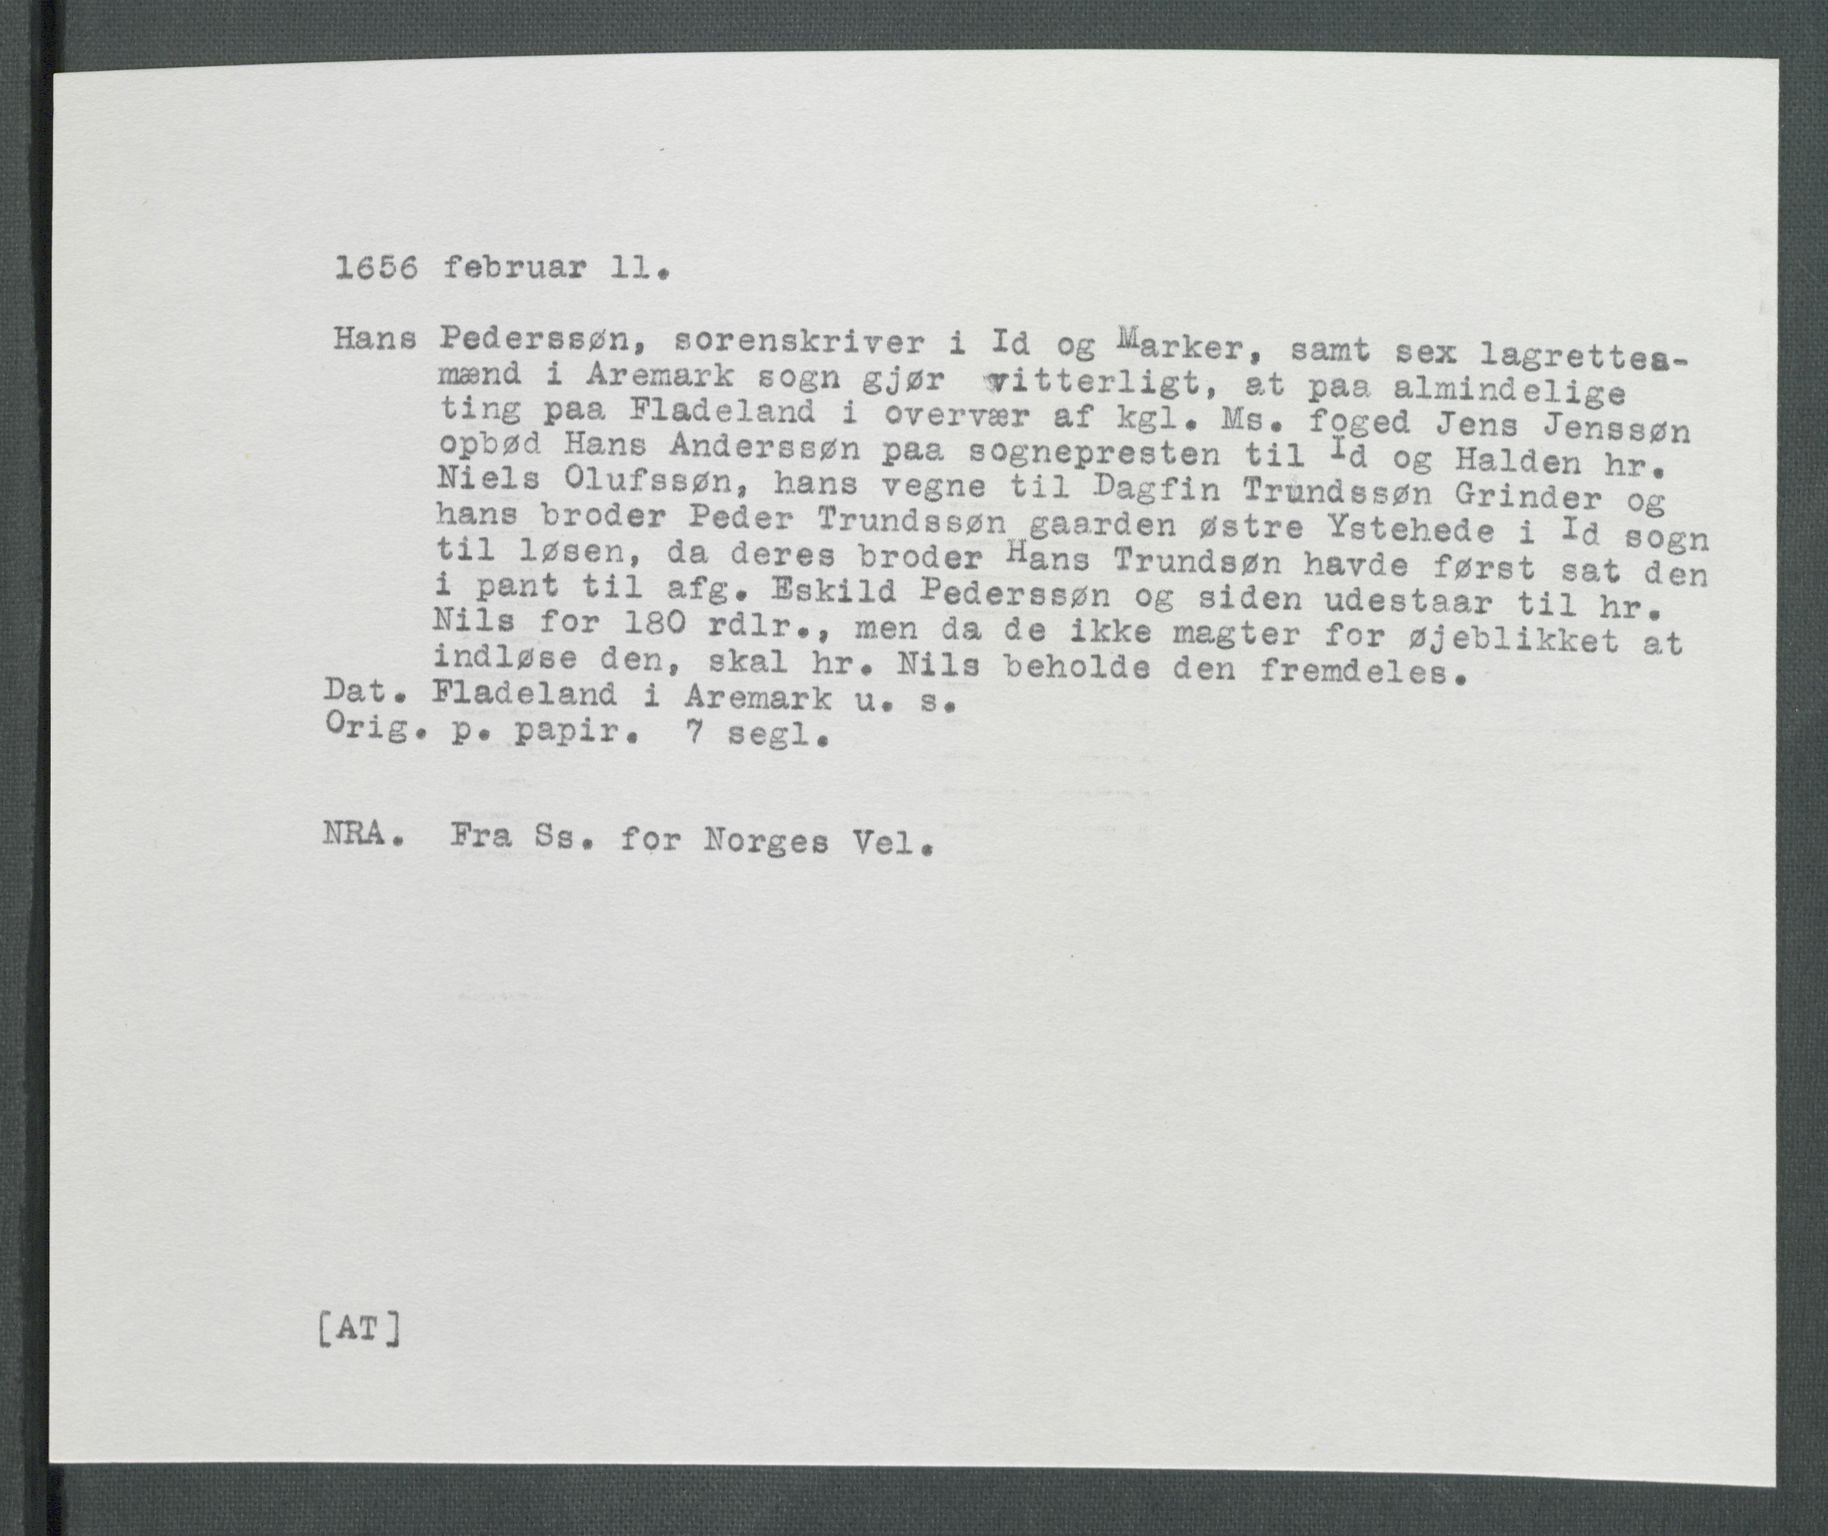 1656 februar 11.
Hans Pederssøn, sorenskriver i Id og Marker, samt sex lagrettes-
mænd i Aremark sogn gjør vitterligt, at paa almindelige
ting paa Fladeland i overvær af kgl. Ms. foged Jens Jenssøn
opbød Hans Anderssøn paa sognepresten til Id og Halden hr.
Niels Olufssøn, hans vegne til Dagfin Trundssøn Grinder og
hans broder Peder Trundssøn gaarden østre Ystehede i Id sogn
til løsen, da deres broder Hans Trundsøn havde først sat den
i pant til afg. Eskild Pederssøn og siden udestaar til hr.
Nils for 180 rdlr., men da de ikke magter for øjeblikket at
indløse den, skal hr. Nils beholde den fremdeles.
Dat. Fladeland i Aremark u. s.
Orig. p. papir. 7 segl.
NRA. Fra Ss. for Norges Vel.
[AT]